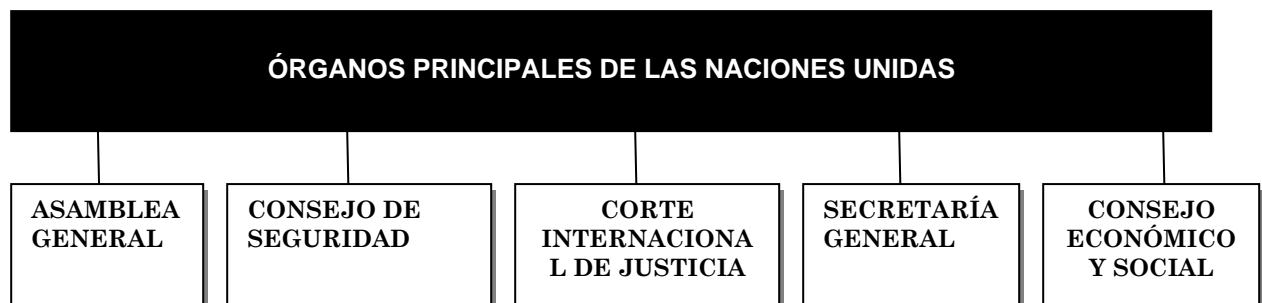 ÓRGANOS PRINCIPALES DE LAS NACIONES UNIDAS
ASAMBLEA
GENERAL
CONSEJO DE
SEGURIDAD
CORTE
INTERNACIONA
L DE JUSTICIA
SECRETARÍA
GENERAL
CONSEJO
ECONÓMICO
Y SOCIAL